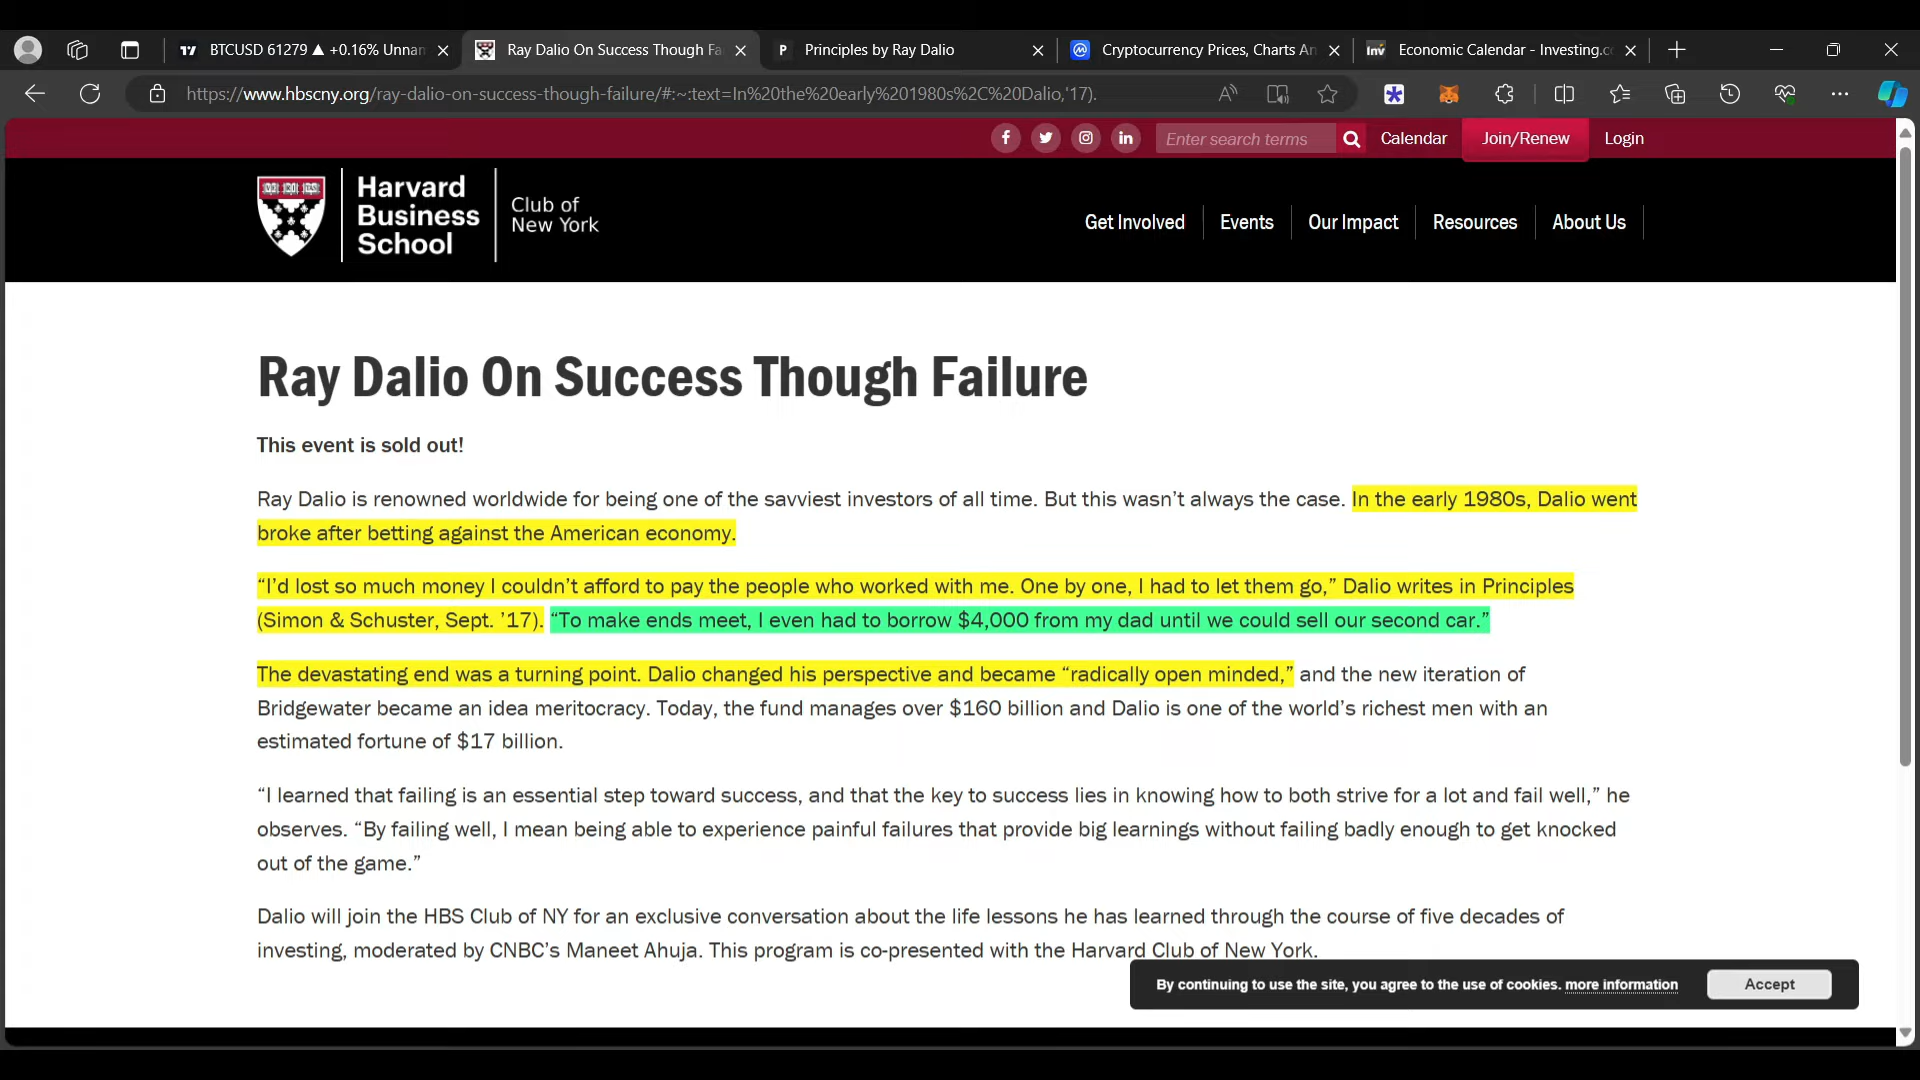 BTCUSD 61279 ▲ +0.16% Unnan
Ray Dalio On Success Though Fa
Principles by Ray Dalio
Cryptocurrency Prices, Charts An
Economic Calendar - Investing.co
https://www.hbscny.org/ray-dalio-on-success-though-failure/#:~:text=In%20the%20early%201980s%2C%20Dalio,'17).
Enter search terms
Calendar
Join/Renew
Login
Harvard
Business
School
Club of
New York
Get Involved
Events
Our Impact
Resources
About Us
Ray Dalio On Success Though Failure
This event is sold out!
Ray Dalio is renowned worldwide for being one of the savviest investors of all time. But this wasn’t always the case. In the early 1980s, Dalio went
broke after betting against the American economy.
“I’d lost so much money I couldn’t afford to pay the people who worked with me. One by one, I had to let them go,” Dalio writes in Principles
(Simon & Schuster, Sept. ’17). “To make ends meet, I even had to borrow $4,000 from my dad until we could sell our second car.”
The devastating end was a turning point. Dalio changed his perspective and became “radically open minded,” and the new iteration of
Bridgewater became an idea meritocracy. Today, the fund manages over $160 billion and Dalio is one of the world’s richest men with an
estimated fortune of $17 billion.
“I learned that failing is an essential step toward success, and that the key to success lies in knowing how to both strive for a lot and fail well,” he
observes. “By failing well, I mean being able to experience painful failures that provide big learnings without failing badly enough to get knocked
out of the game.”
Dalio will join the HBS Club of NY for an exclusive conversation about the life lessons he has learned through the course of five decades of
investing, moderated by CNBC’s Maneet Ahuja. This program is co-presented with the Harvard Club of New York.
By continuing to use the site, you agree to the use of cookies. more information
Accept